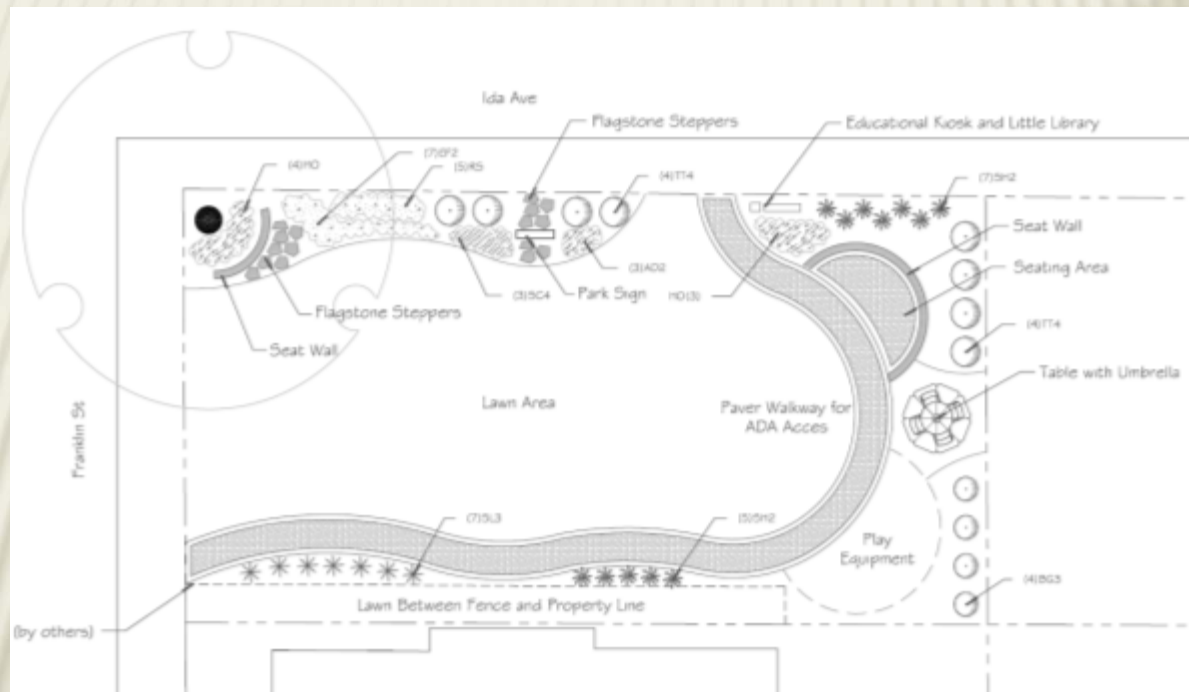 Ida Ave
Flagstone Steppers
Educational Kiosk and Little Library
(7)EF2
(5)RS
(4)HO
(4)TT4
(7)SH2
Seat Wall
Seating Area
(3)SC4
Park Sign
(3)AD2
HO(3)
Flagstone Steppers
(4)TT4
Seat Wall
Table with Umbrella
Lawn Area
Paver Walkway for
ADA Acces
Franklin St
(7)SL3
(5)SH2
Play
Equipment
(4)BG3
Lawn Between Fence and Property Line
(by others)